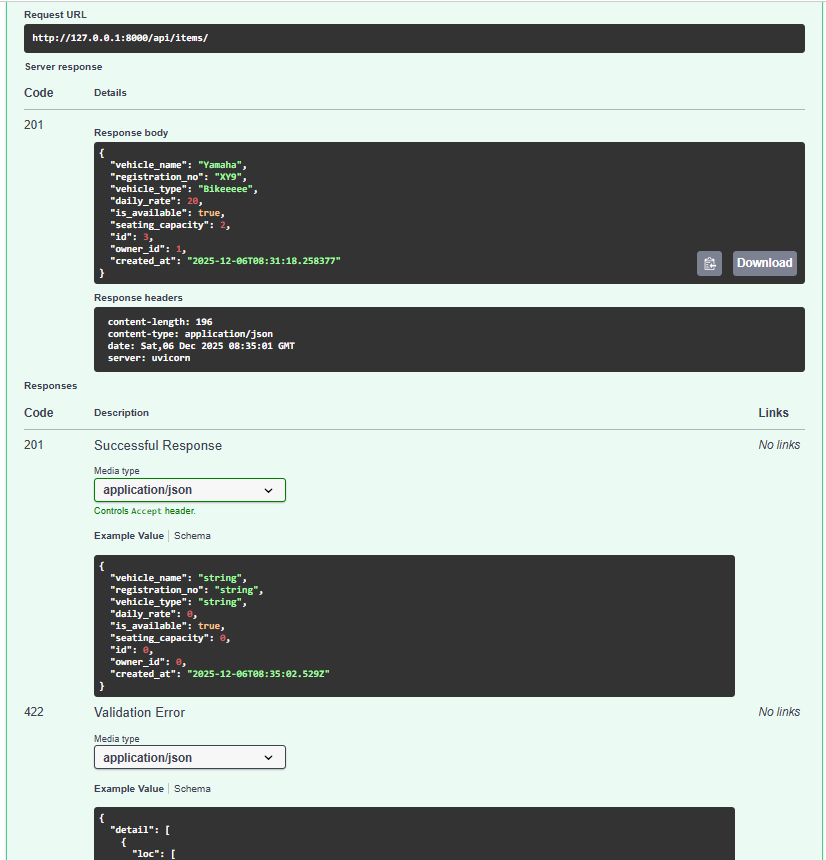 Request URL
http://127.0.0.1:8000/api/items/
Server response
Code Details
201
Response body
{
"vehicle_name": "Yamaha",
"registration_no": "XY9",
"vehicle_type": "Bikeeeee",
"daily_rate": 20,
"is_available": true,
"seating_capacity": 2,
"id": 3,
"owner_id": 1,
"created_at": "2025-12-06T08:31:18.258377"
}
Download
Response headers
content-length: 196
content-type: application/json
date: Sat,06 Dec 2025 08:35:01 GMT
server: uvicorn
Responses
Code Description Links
201 Successful Response No links
Media type
application/json
Controls Accept header.
Example Value Schema
{
"vehicle_name": "string",
"registration_no": "string",
"vehicle_type": "string",
"daily_rate": 0,
"is_available": true,
"seating_capacity": 0,
"id": 0,
"owner_id": 0,
"created_at": "2025-12-06T08:35:02.529Z"
}
422 Validation Error No links
Media type
application/json
Example Value Schema
{
"detail": [
{
"loc": [